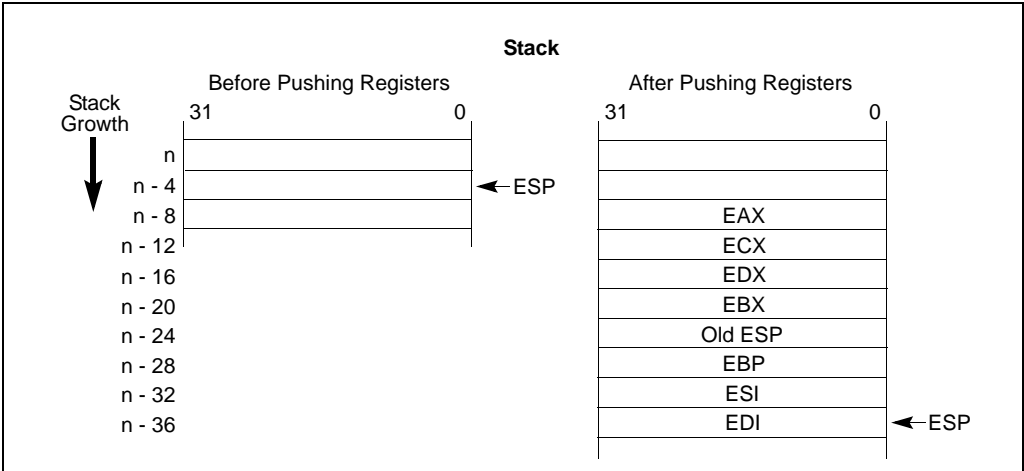 Stack
Before Pushing Registers
After Pushing Registers
Stack
Growth
31 0
31 0
n
n - 4
ESP
n - 8
EAX
n - 12
ECX
n - 16
EDX
n - 20
EBX
n - 24
Old ESP
n - 28
EBP
n - 32
ESI
n - 36
EDI
ESP